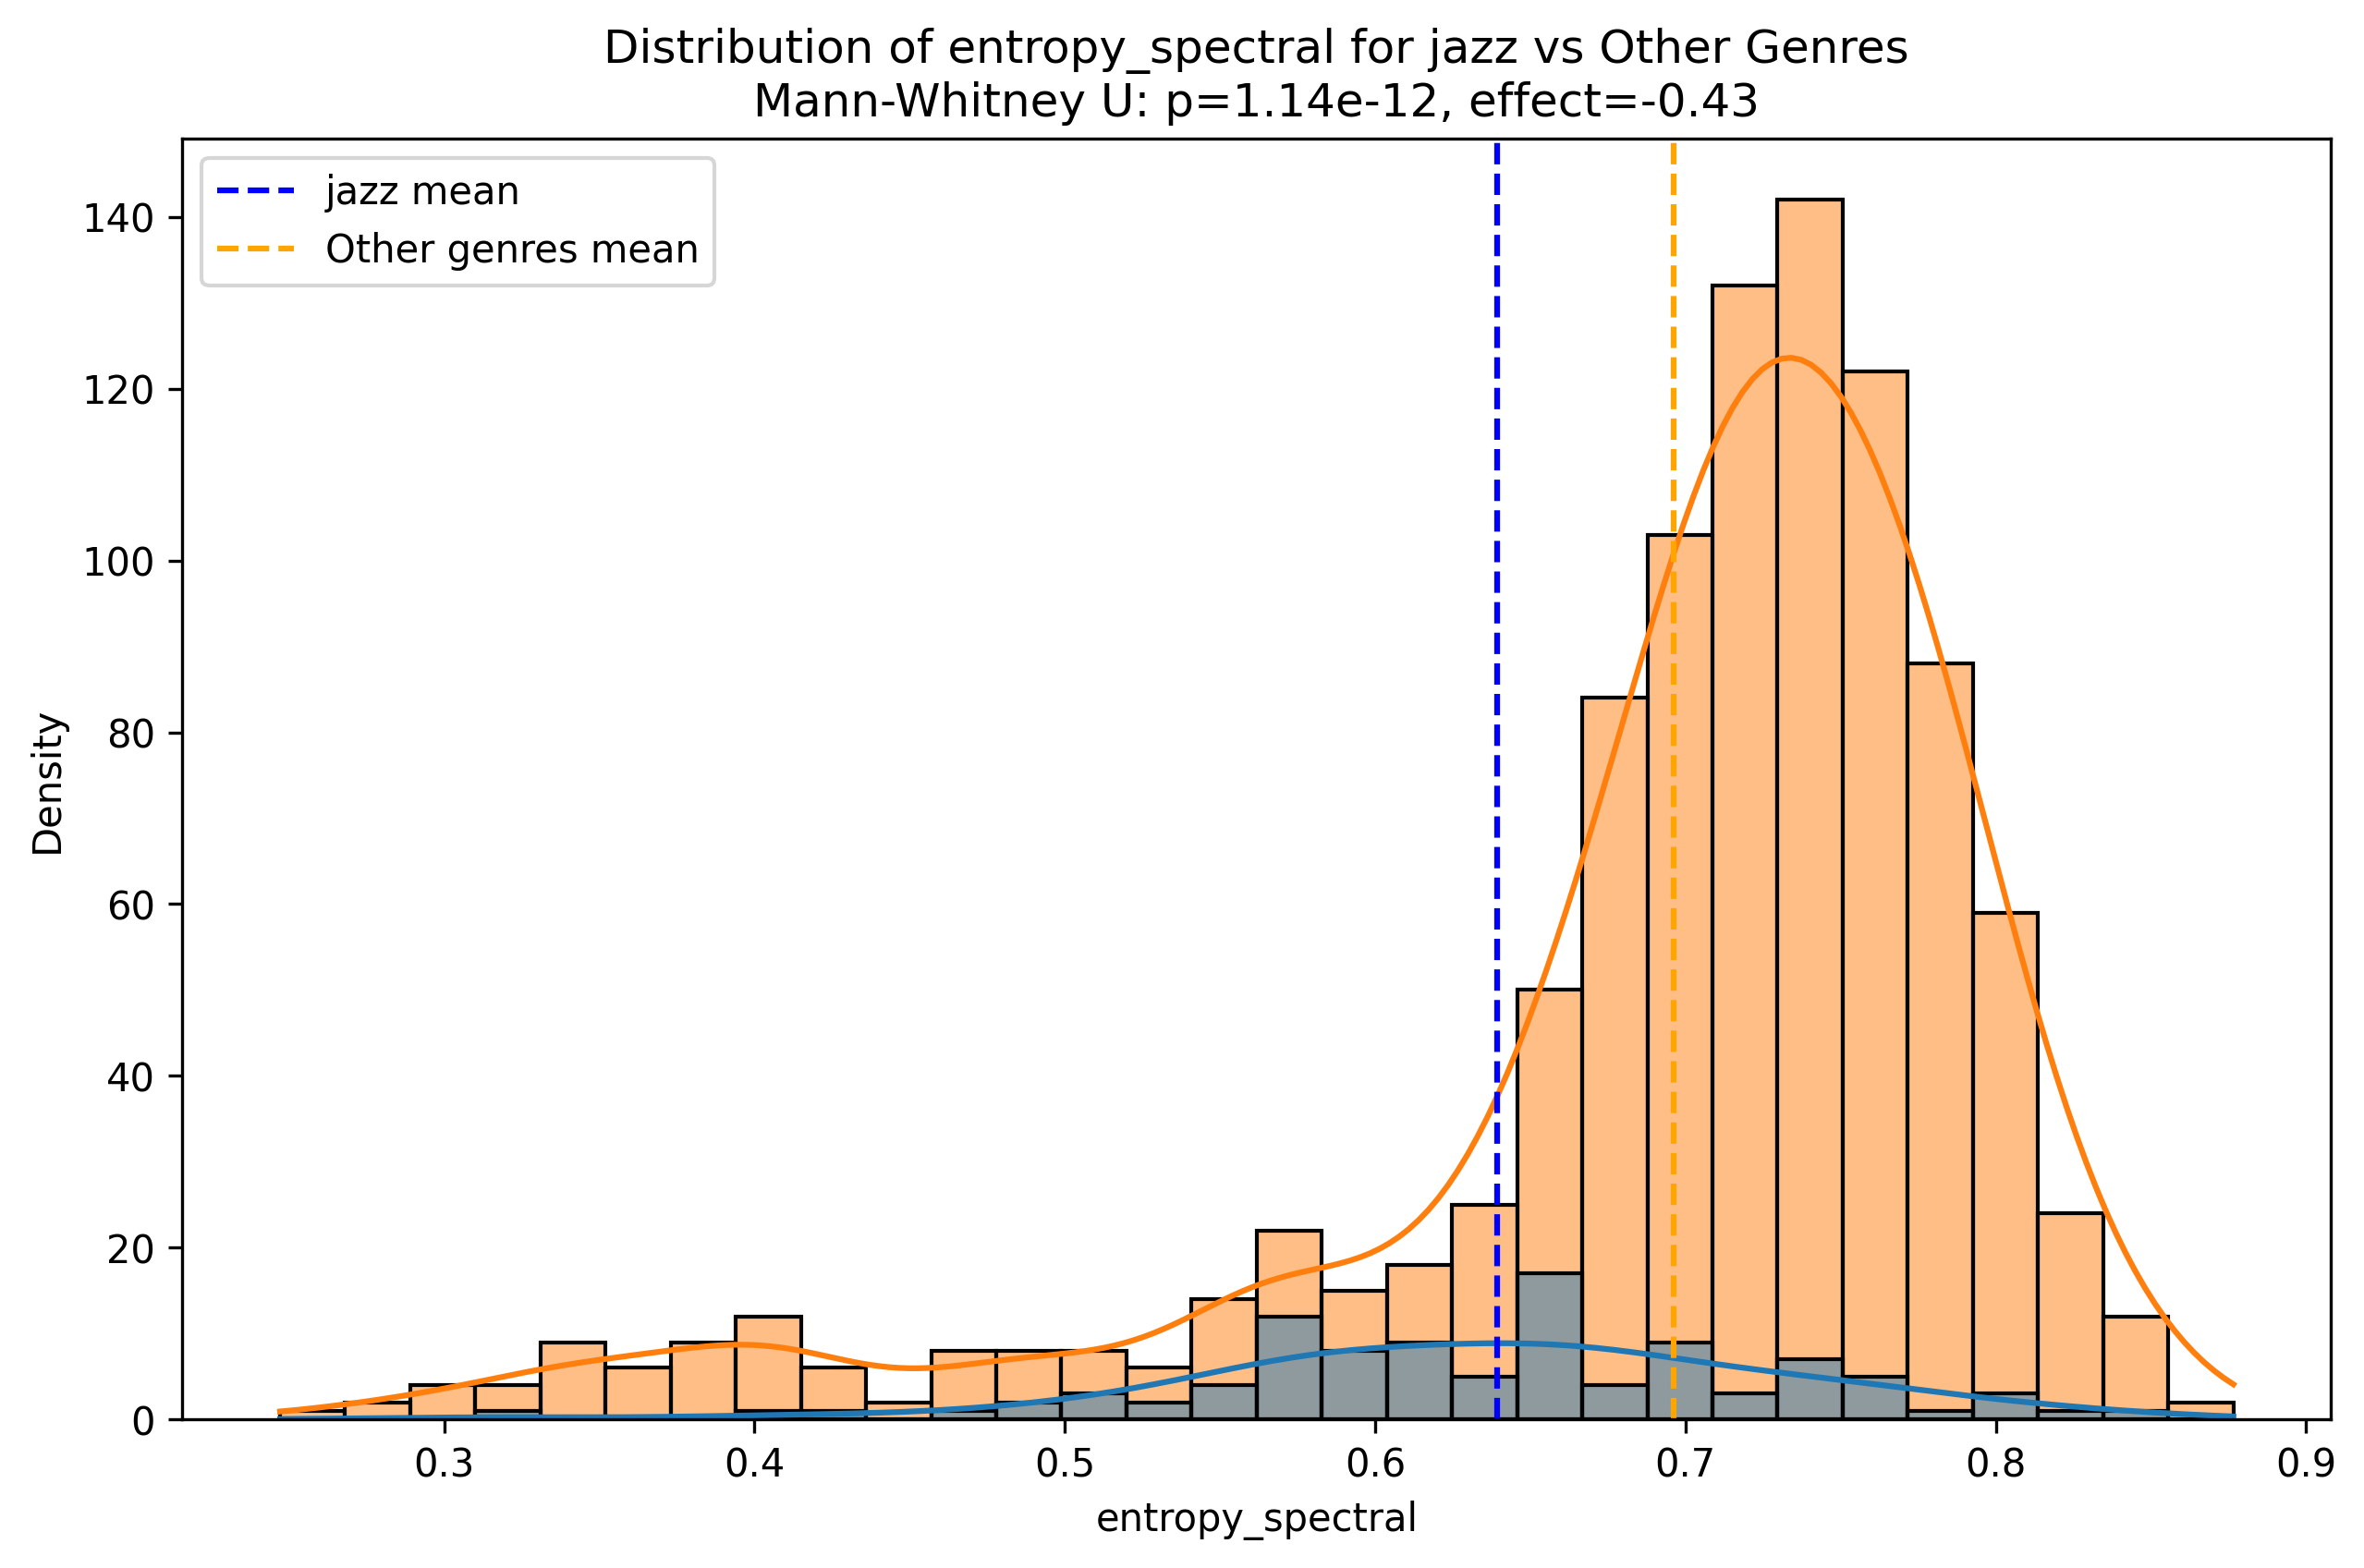 Distribution of entropy_spectral for jazz vs Other Genres
Mann-Whitney U: p=1.14e-12, effect=-0.43
jazz mean
Other genres mean
Density
140
120
100
80
60
40
20
0
0.3 0.4 0.5 0.6 0.7 0.8 0.9
entropy_spectral